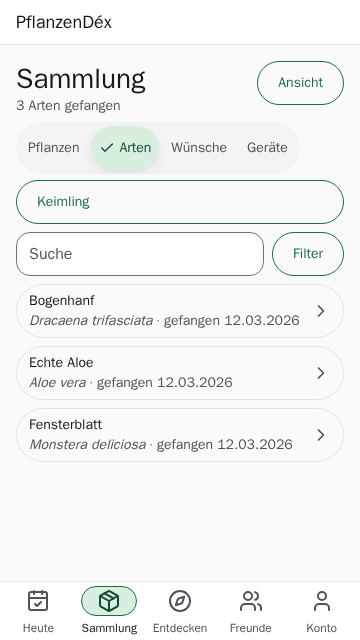 PflanzenDéx
Sammlung
Ansicht
3 Arten gefangen
Pflanzen
Arten
Wünsche
Geräte
Keimling
Suche
Filter
Bogenhanf
Dracaena trifasciata · gefangen 12.03.2026
Echte Aloe
Aloe vera · gefangen 12.03.2026
Fensterblatt
Monstera deliciosa · gefangen 12.03.2026
Heute
Sammlung
Entdecken
Freunde
Konto